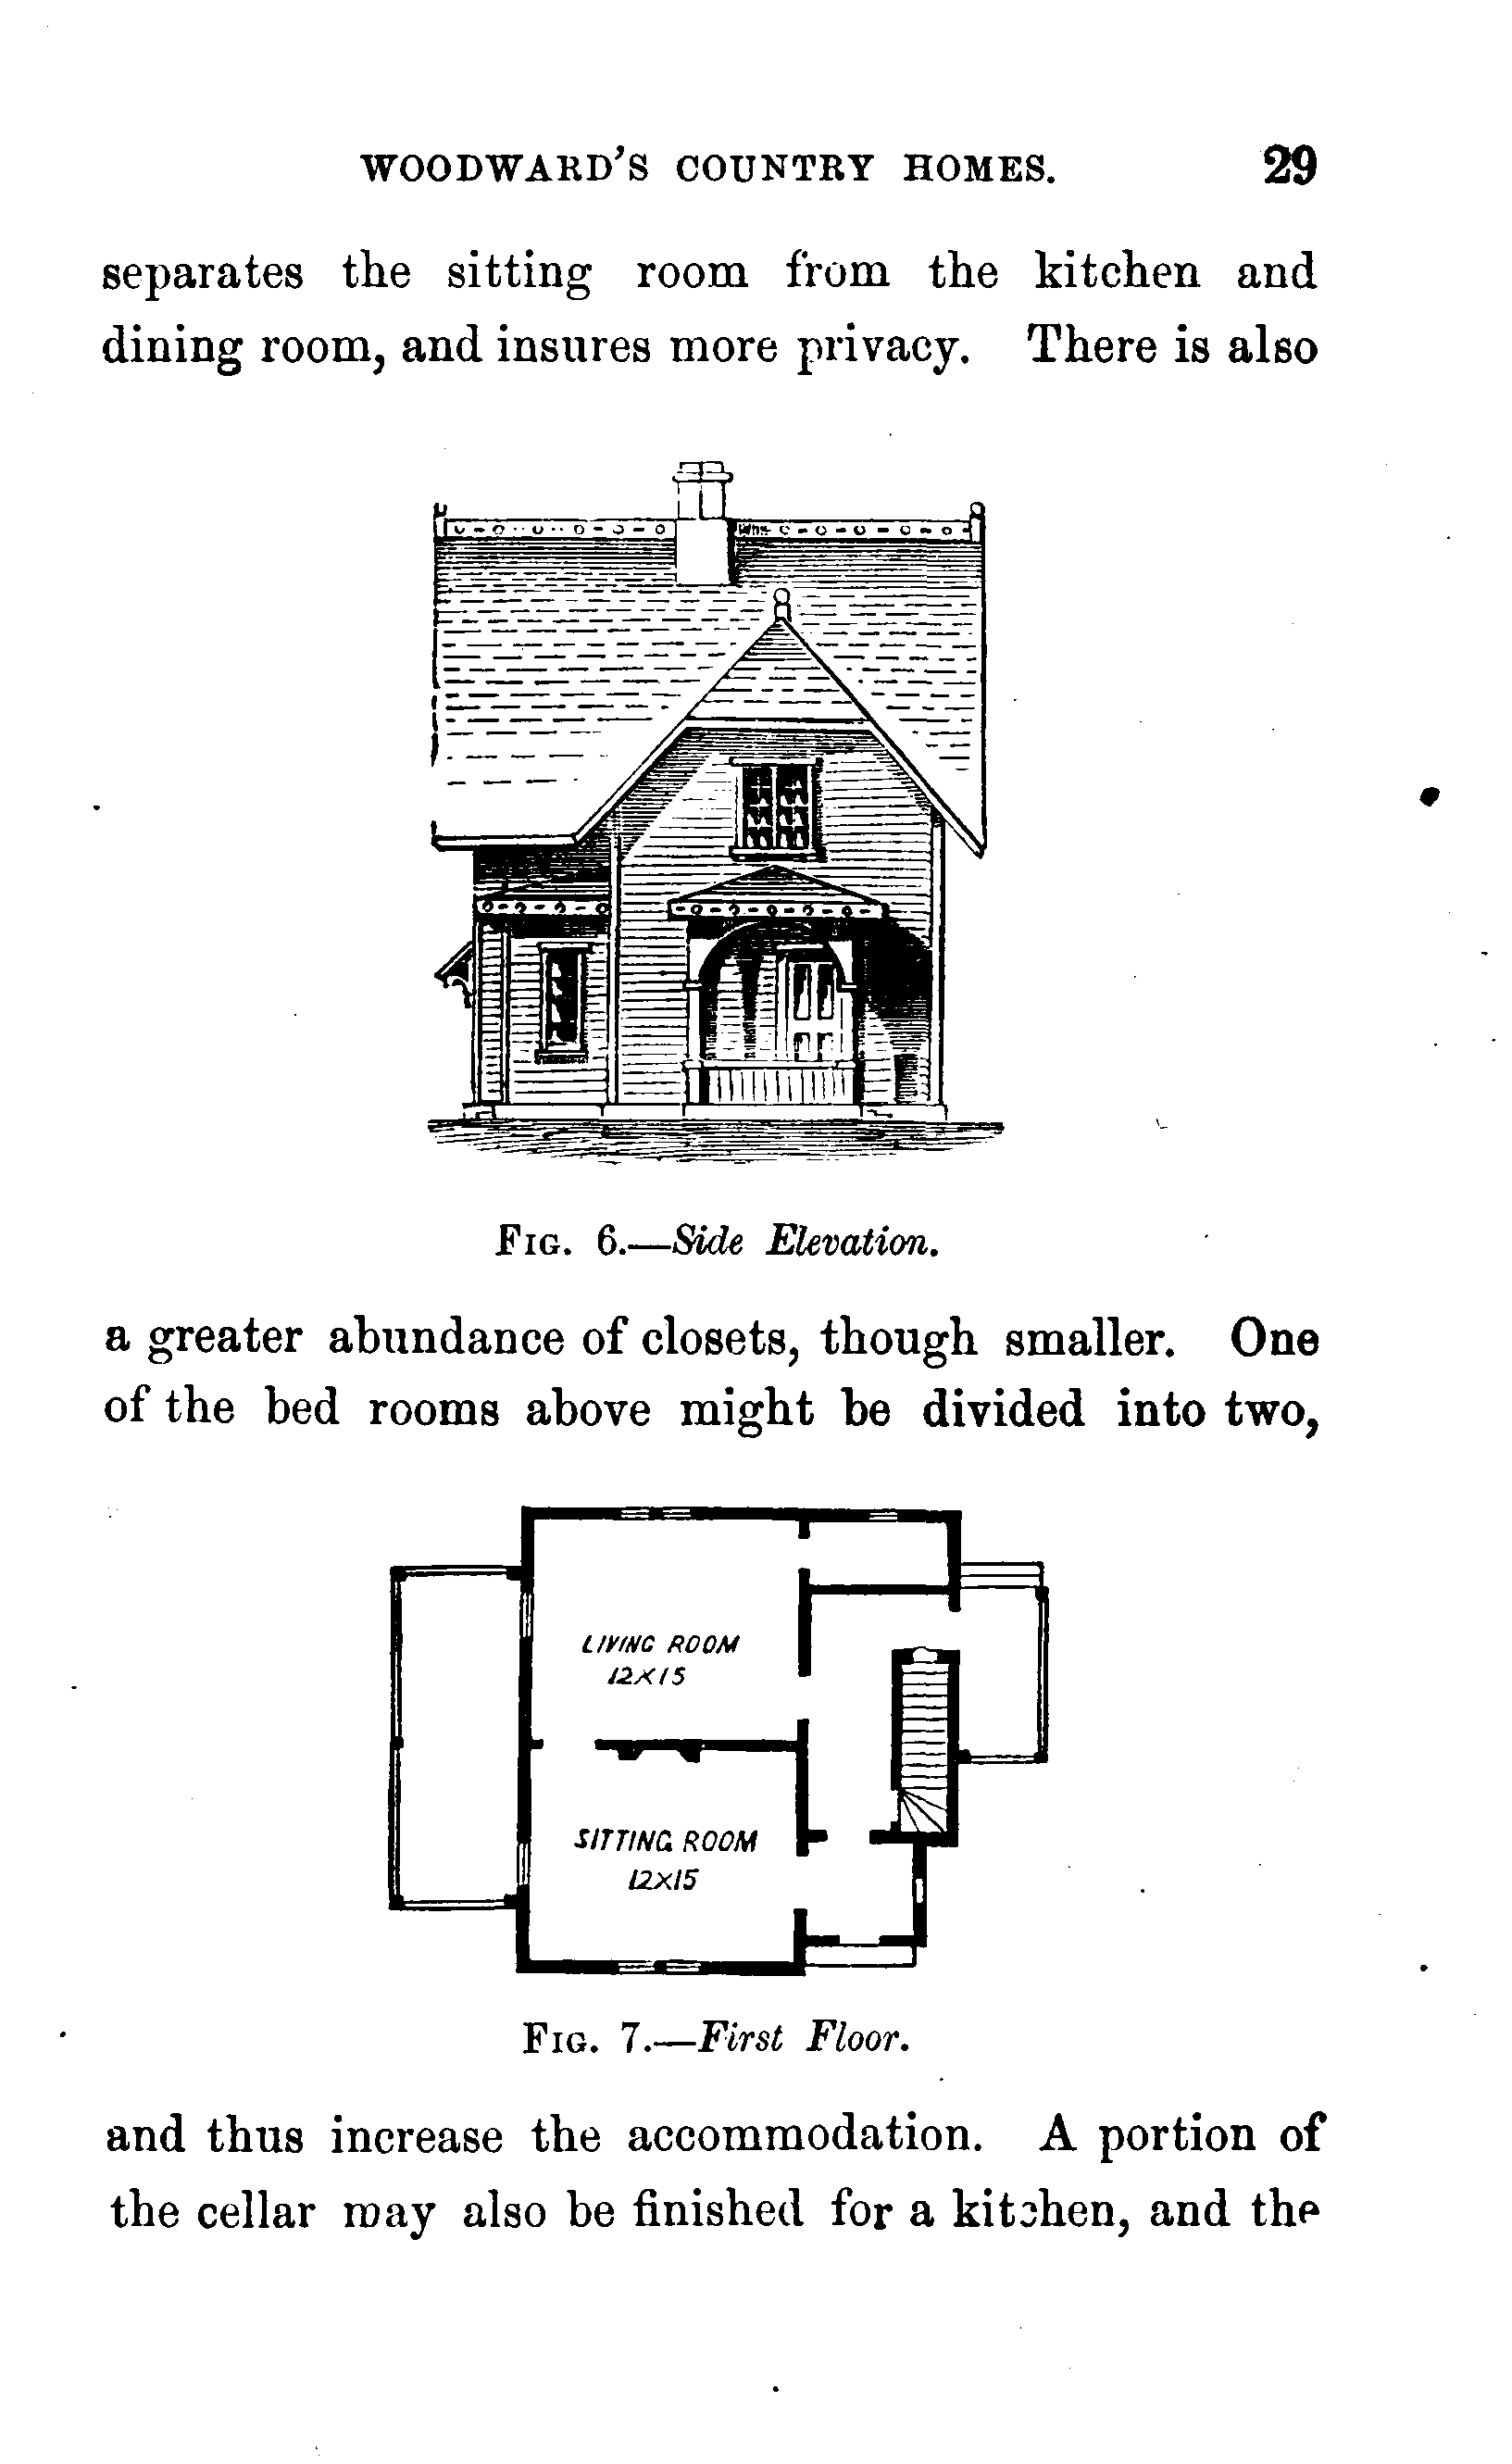 WOODWARD'S COUNTRY HOMES. 29
separates the sitting room from the kitchen and
dining room, and insures more privacy. There is also
FIG. 6.—Side Elevation.
a greater abundance of closets, though smaller. One
of the bed rooms above might be divided into two,
LIVING ROOM
12X15
SITTING ROOM
12X15
FIG. 7.—First Floor.
and thus increase the accommodation. A portion of
the cellar may also be finished for a kitchen, and the